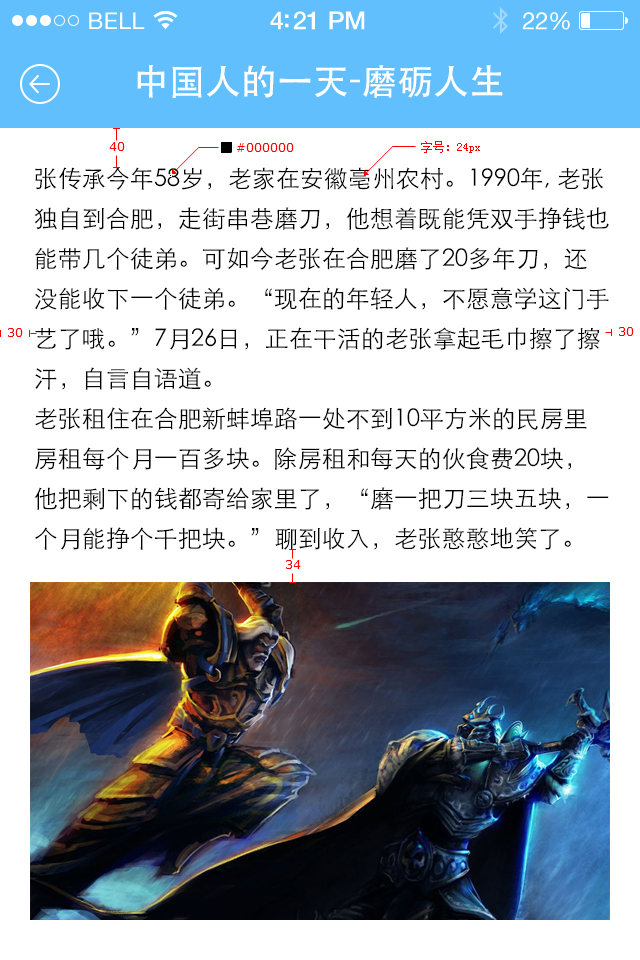 BELL
4:21 PM
22%
中国人的一天-磨砺人生
40
#000000
字号：24px
张传承今年58岁，老家在安徽亳州农村。1990年, 老张
独自到合肥，走街串巷磨刀，他想着既能凭双手挣钱也
能带几个徒弟。可如今老张在合肥磨了20多年刀，还
没能收下一个徒弟。“现在的年轻人，不愿意学这门手
30
艺了哦。”7月26日，正在干活的老张拿起毛巾擦了擦
30
汗，自言自语道。
老张租住在合肥新蚌埠路一处不到10平方米的民房里
房租每个月一百多块。除房租和每天的伙食费20块，
他把剩下的钱都寄给家里了，“磨一把刀三块五块，一
个月能挣个千把块。”聊到收入，老张憨憨地笑了。
34